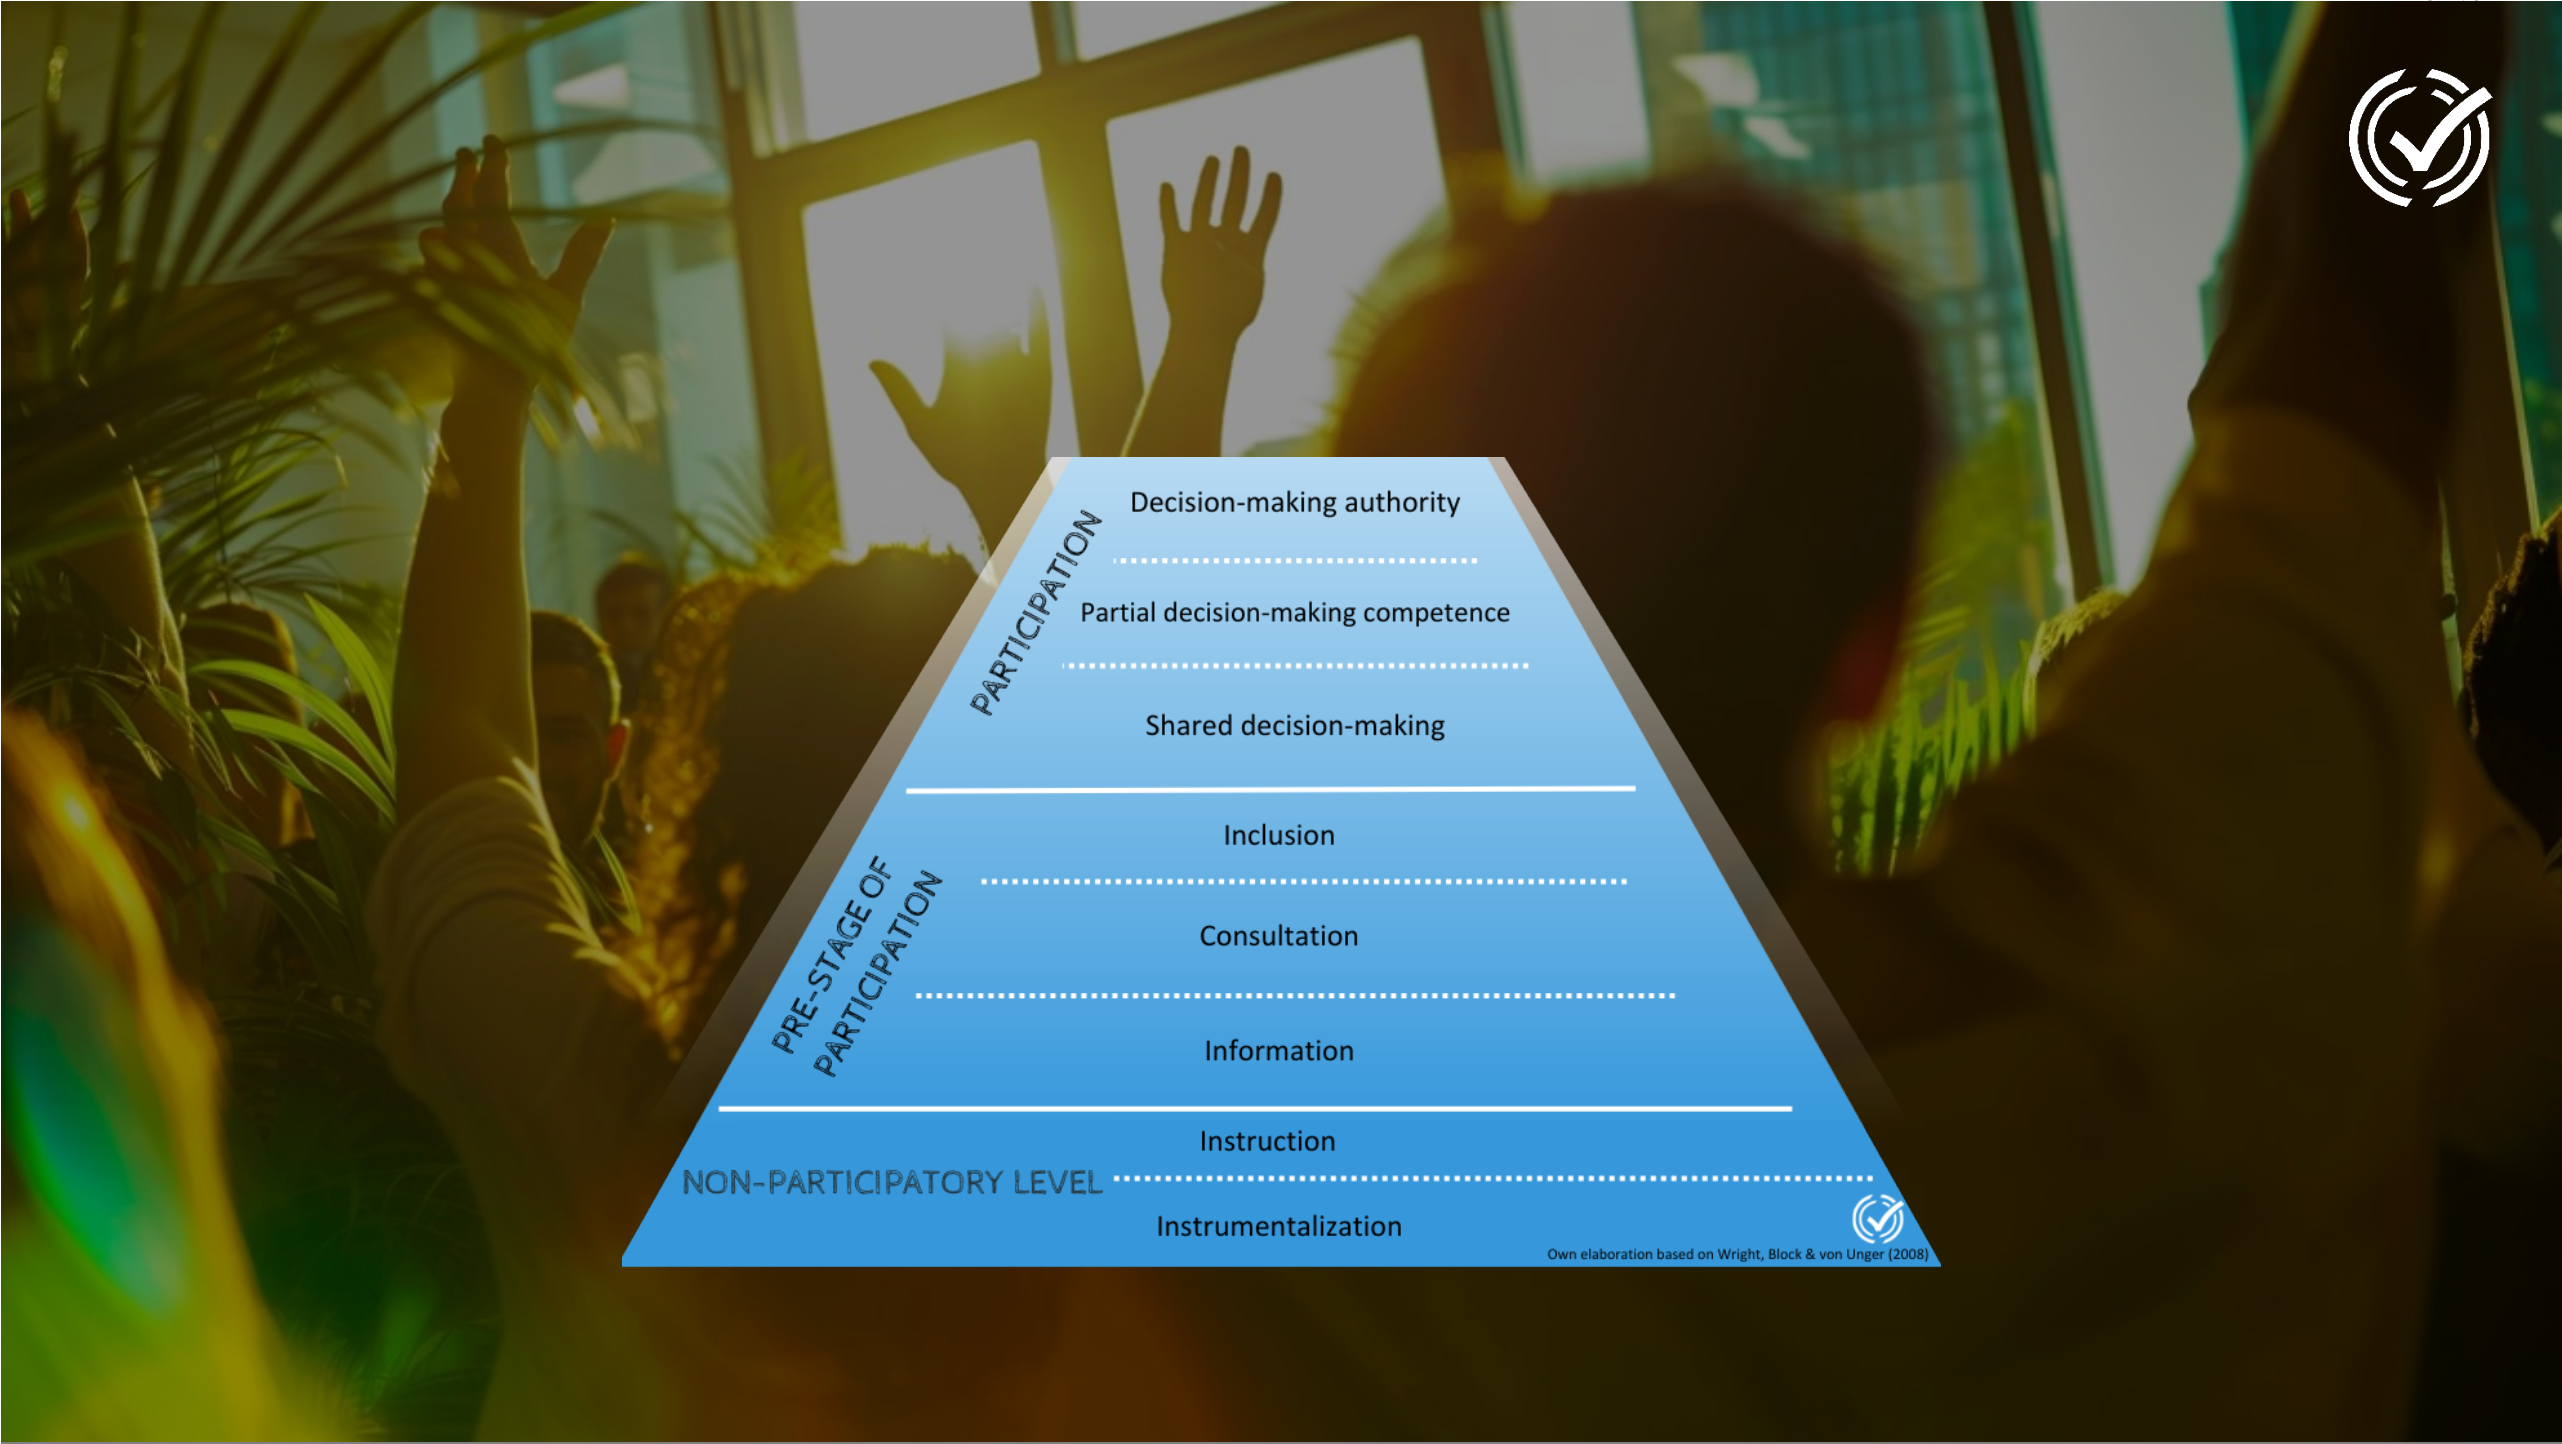 Decision-making authority
PARTICIPATION
Partial decision-making competence
Shared decision-making
Inclusion
PRE-STAGE OF
PARTICIPATION
Consultation
Information
Instruction
NON-PARTICIPATORY LEVEL
Instrumentalization
Own elaboration based on Wright, Block & von Unger (2008)